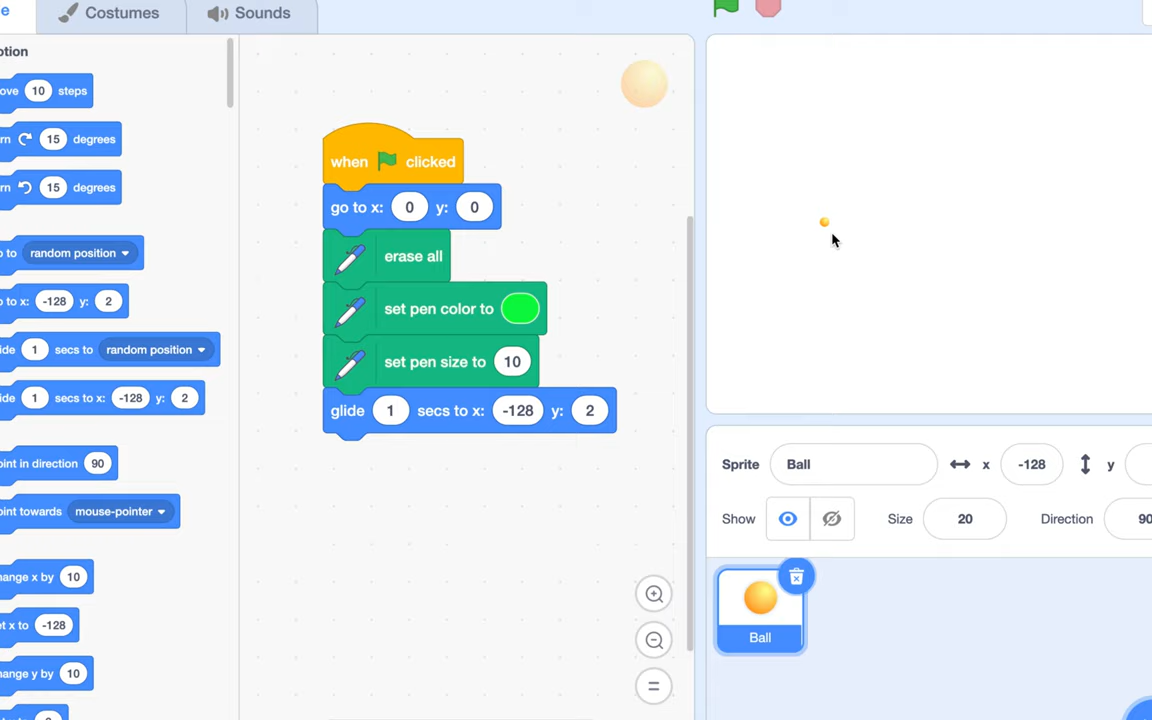 e
Costumes
Sounds
otion
ove 10 steps
rn 15 degrees
rn 15 degrees
o to random position
o to x: -128 y: 2
ide 1 secs to random position
ide 1 secs to x: -128 y: 2
oint in direction 90
oint towards mouse-pointer
hange x by 10
et x to -128
hange y by 10
when clicked
go to x: 0 y: 0
erase all
set pen color to
set pen size to 10
glide 1 secs to x: -128 y: 2
Sprite Ball x -128 y
Show Size 20 Direction 90
Ball